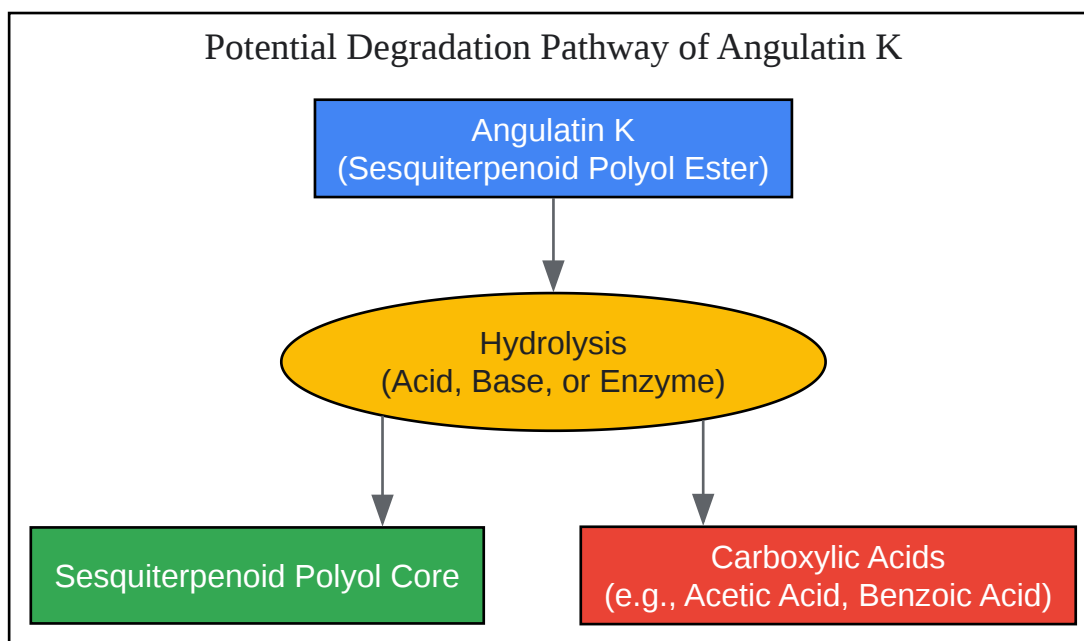 Potential Degradation Pathway of Angulatin K
Angulatin K
(Sesquiterpenoid Polyol Ester)
Hydrolysis
(Acid, Base, or Enzyme)
Sesquiterpenoid Polyol Core
Carboxylic Acids
(e.g., Acetic Acid, Benzoic Acid)